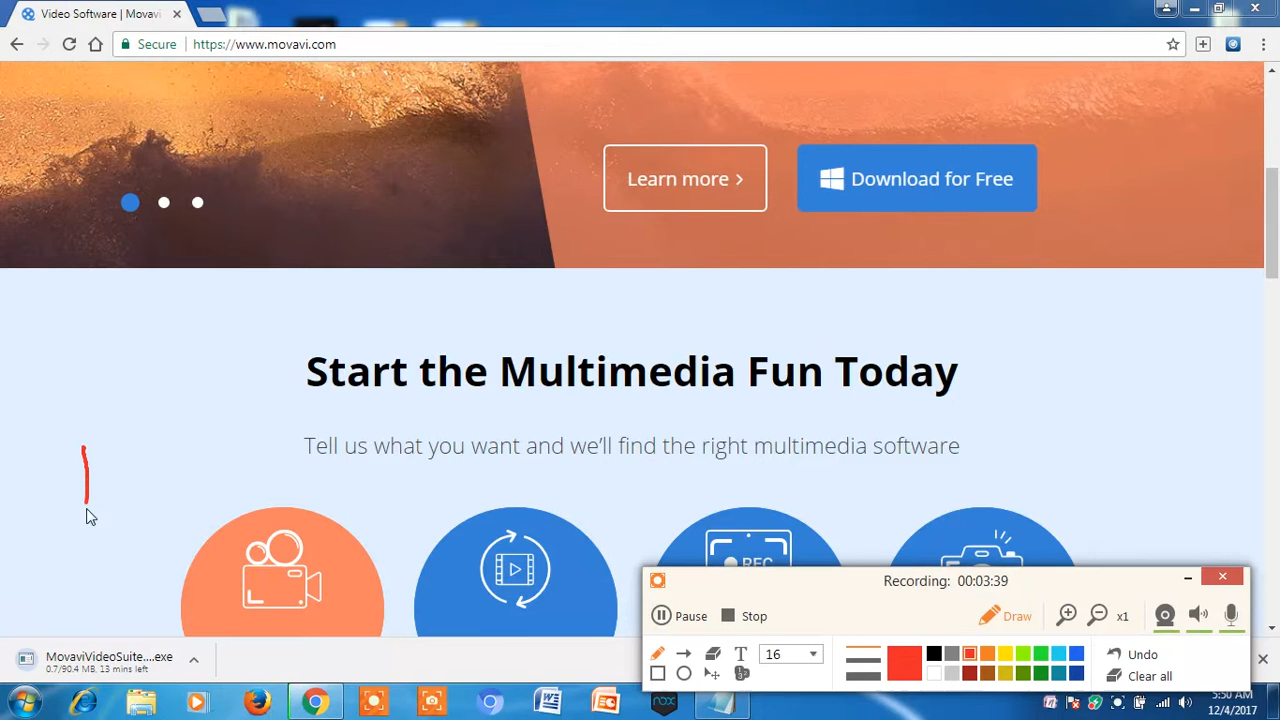 Video Software | Movavi
Secure https://www.movavi.com
Learn more > Download for Free
Start the Multimedia Fun Today
Tell us what you want and we'll find the right multimedia software
REC
Recording: 00:03:39
Pause Stop Draw x1
T 16 Undo
Clear all
MovaviVideoSuite....exe
0.7/90.4 MB, 13 mins left
nox
5:50 AM
12/4/2017